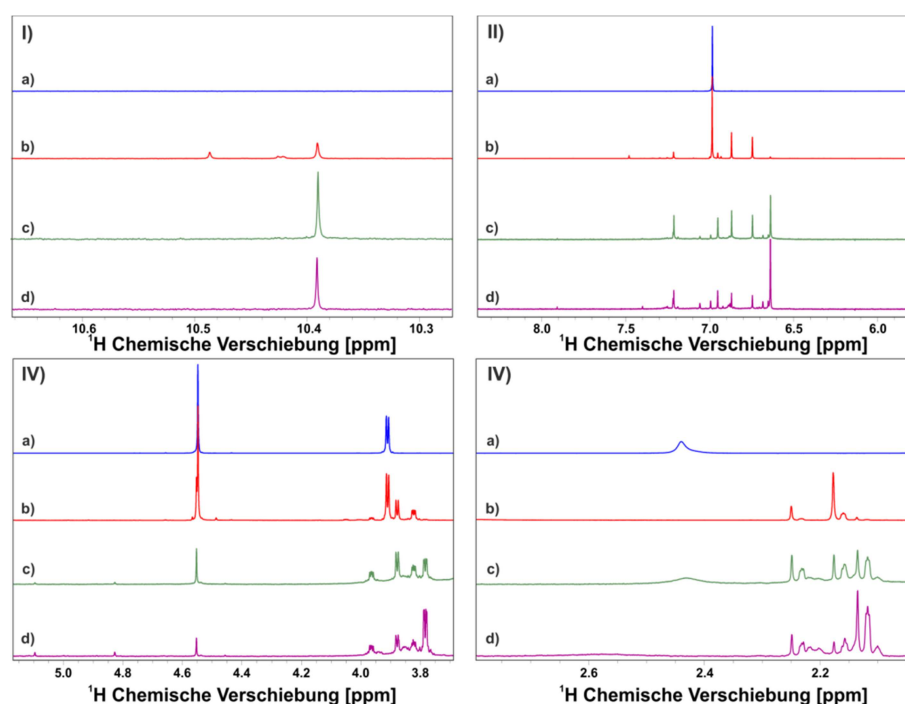 I)
a)
b)
c)
d)
10.6 10.5 10.4 10.3
¹H Chemische Verschiebung [ppm]
II)
a)
b)
c)
d)
8.0 7.5 7.0 6.5 6.0
¹H Chemische Verschiebung [ppm]
IV)
a)
b)
c)
d)
5.0 4.8 4.6 4.4 4.2 4.0 3.8
¹H Chemische Verschiebung [ppm]
IV)
a)
b)
c)
d)
2.6 2.4 2.2
¹H Chemische Verschiebung [ppm]